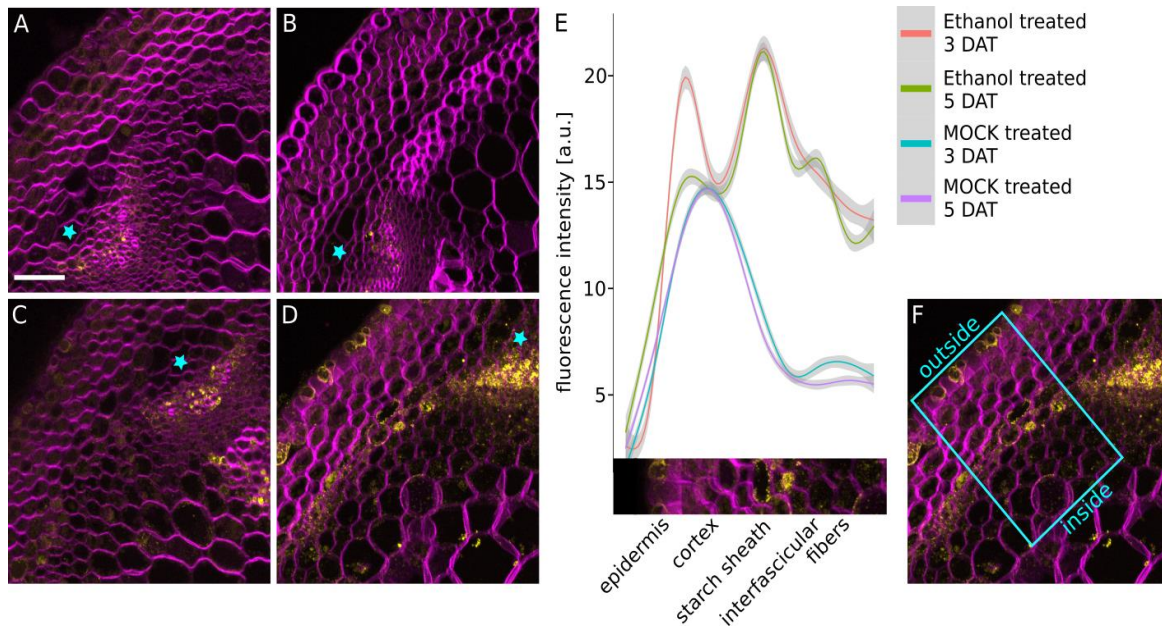 A
B
C
D
E
fluorescence intensity [a.u.]
20
15
10
5
epidmis
cortex
starch sheath
interfascicular
fibers
Ethanol treated
3 DAT
Ethanol treated
5 DAT
MOCK treated
3 DAT
MOCK treated
5 DAT
F
outside
inside